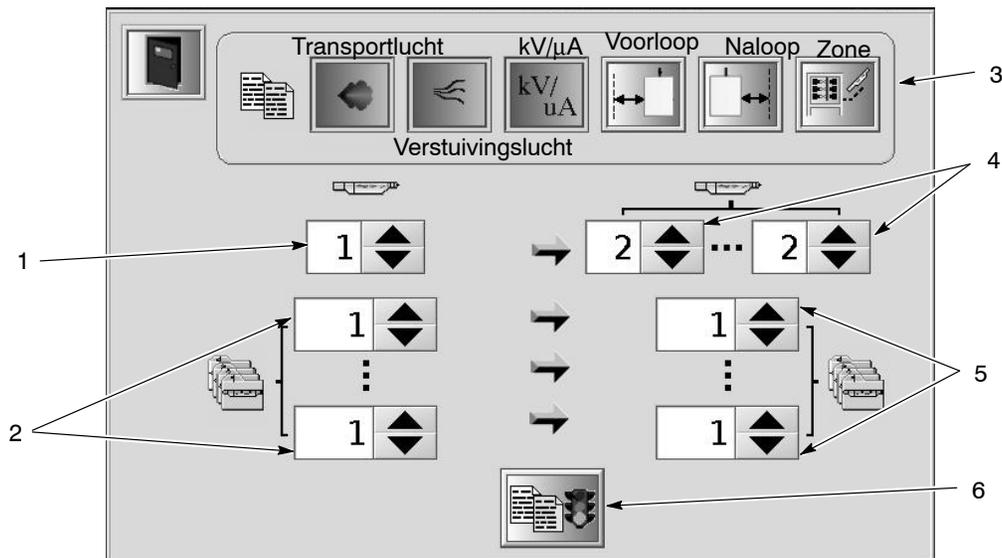 Transportlucht kV/µA Voorloop Naloop Zone
kV/
uA
Verstuivingslucht
3
4
1
1 2 ... 2
1 1
2
5
1 1
6